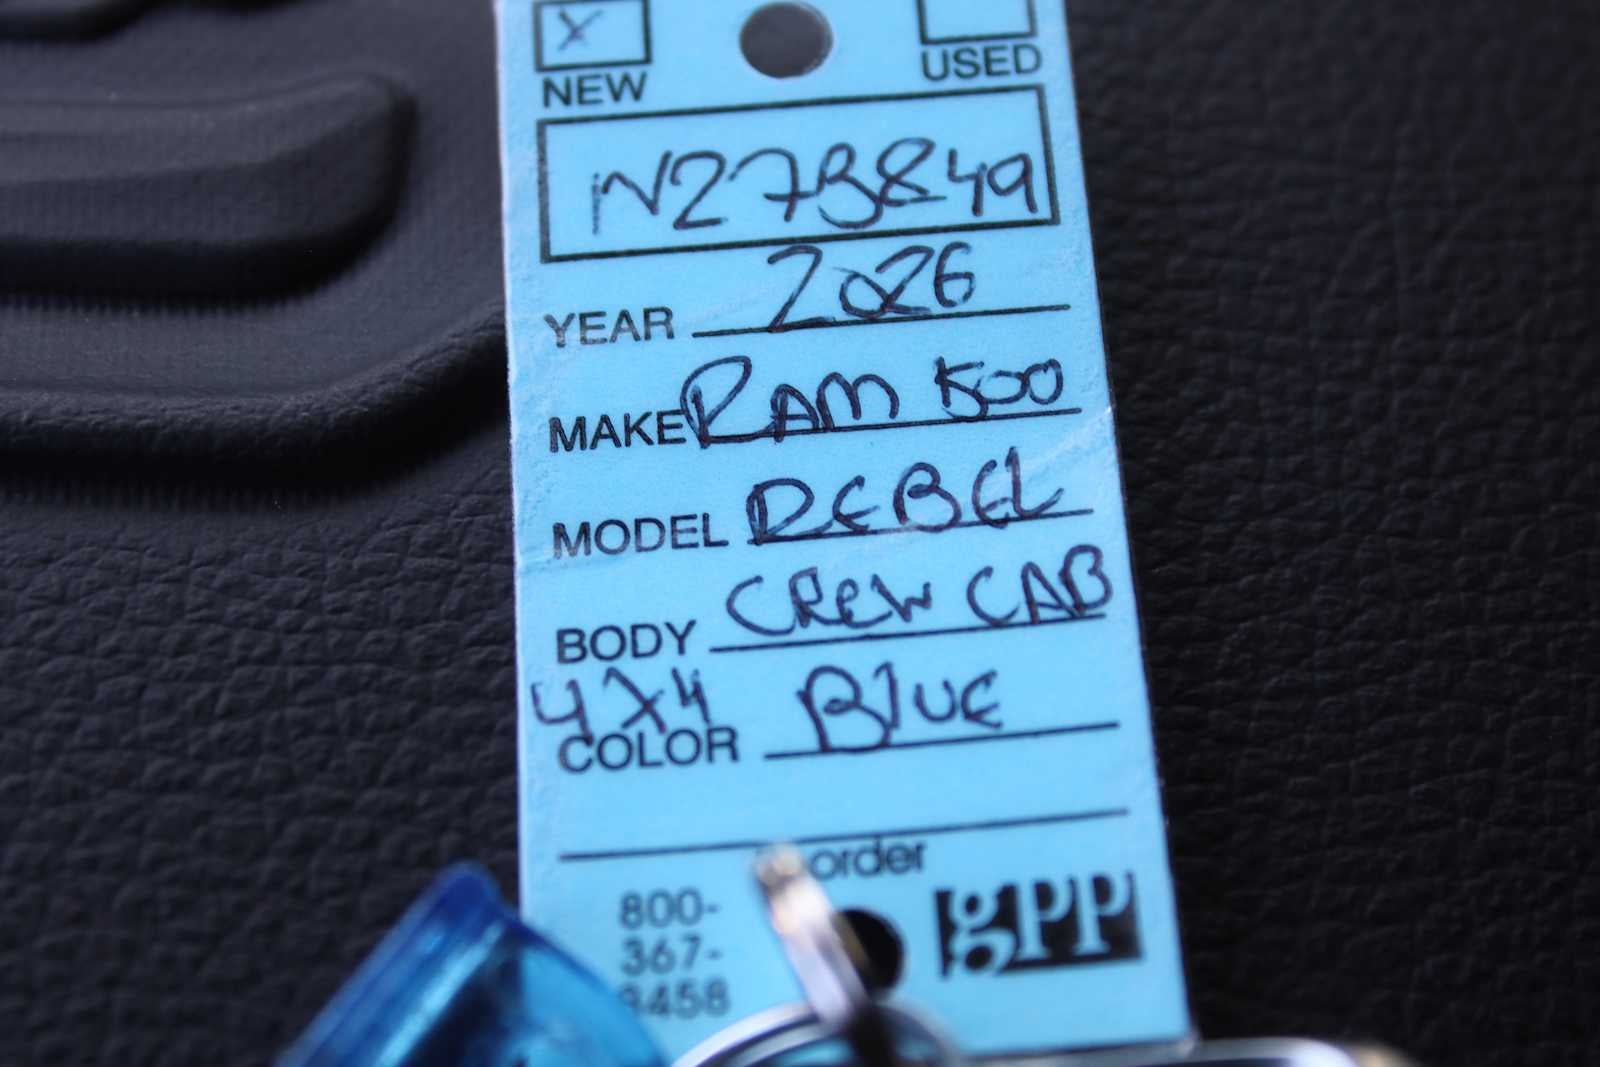 X
NEW
USED
N273849
YEAR 2026
MAKE RAM 1500
MODEL REBEL
BODY CREW CAB
4X4
COLOR BLUE
order
800-
367-
gpp